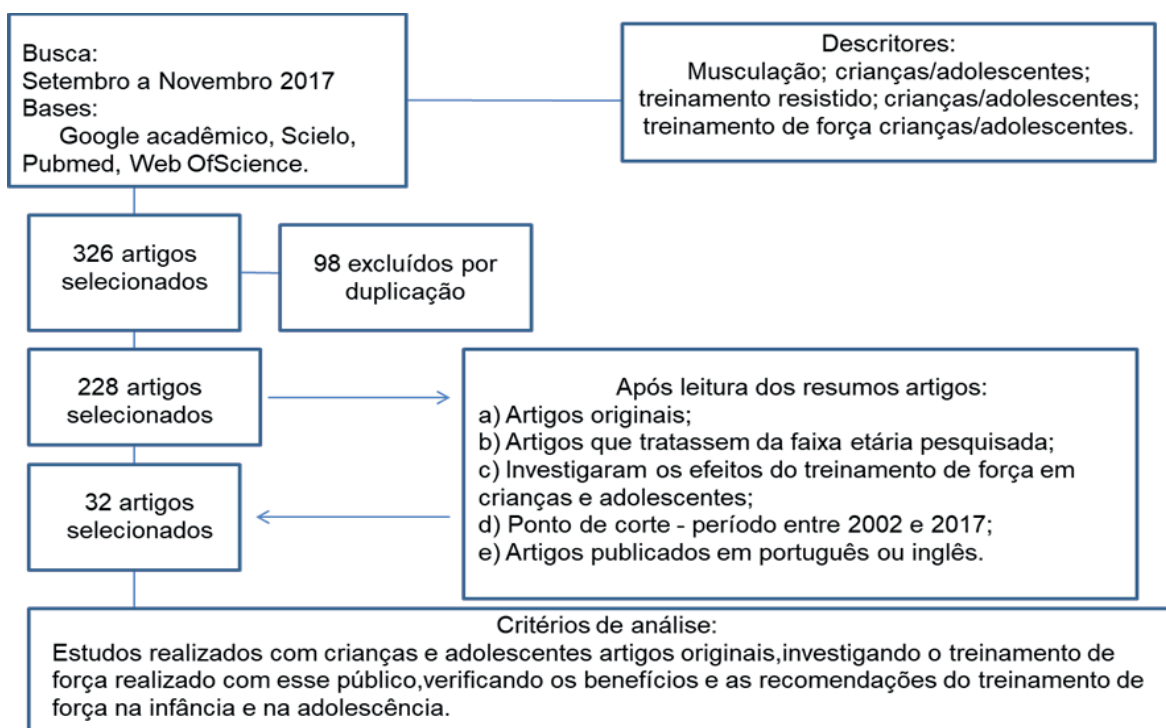 Busca:
Setembro a Novembro 2017
Bases:
Google acadêmico, Scielo,
Pubmed, Web OfScience.
Descritores:
Musculação; crianças/adolescentes;
treinamento resistido; crianças/adolescentes;
treinamento de força crianças/adolescentes.
326 artigos
selecionados
98 excluídos por
duplicação
228 artigos
selecionados
Após leitura dos resumos artigos:
a) Artigos originais;
b) Artigos que tratassem da faixa etária pesquisada;
c) Investigaram os efeitos do treinamento de força em
crianças e adolescentes;
d) Ponto de corte - período entre 2002 e 2017;
e) Artigos publicados em português ou inglês.
32 artigos
selecionados
Critérios de análise:
Estudos realizados com crianças e adolescentes artigos originais,investigando o treinamento de
força realizado com esse público,verificando os benefícios e as recomendações do treinamento de
força na infância e na adolescência.